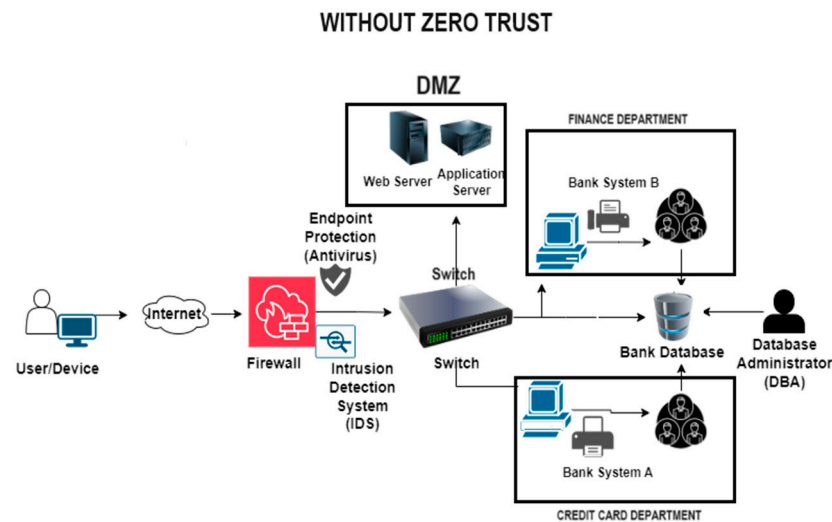 WITHOUT ZERO TRUST
DMZ
Web Server
Application
Server
FINANCE DEPARTMENT
Bank System B
Endpoint
Protection
(Antivirus)
Switch
Internet
User/Device
Firewall
Intrusion
Detection
System
(IDS)
Switch
Bank Database
Database
Administrator
(DBA)
Bank System A
CREDIT CARD DEPARTMENT